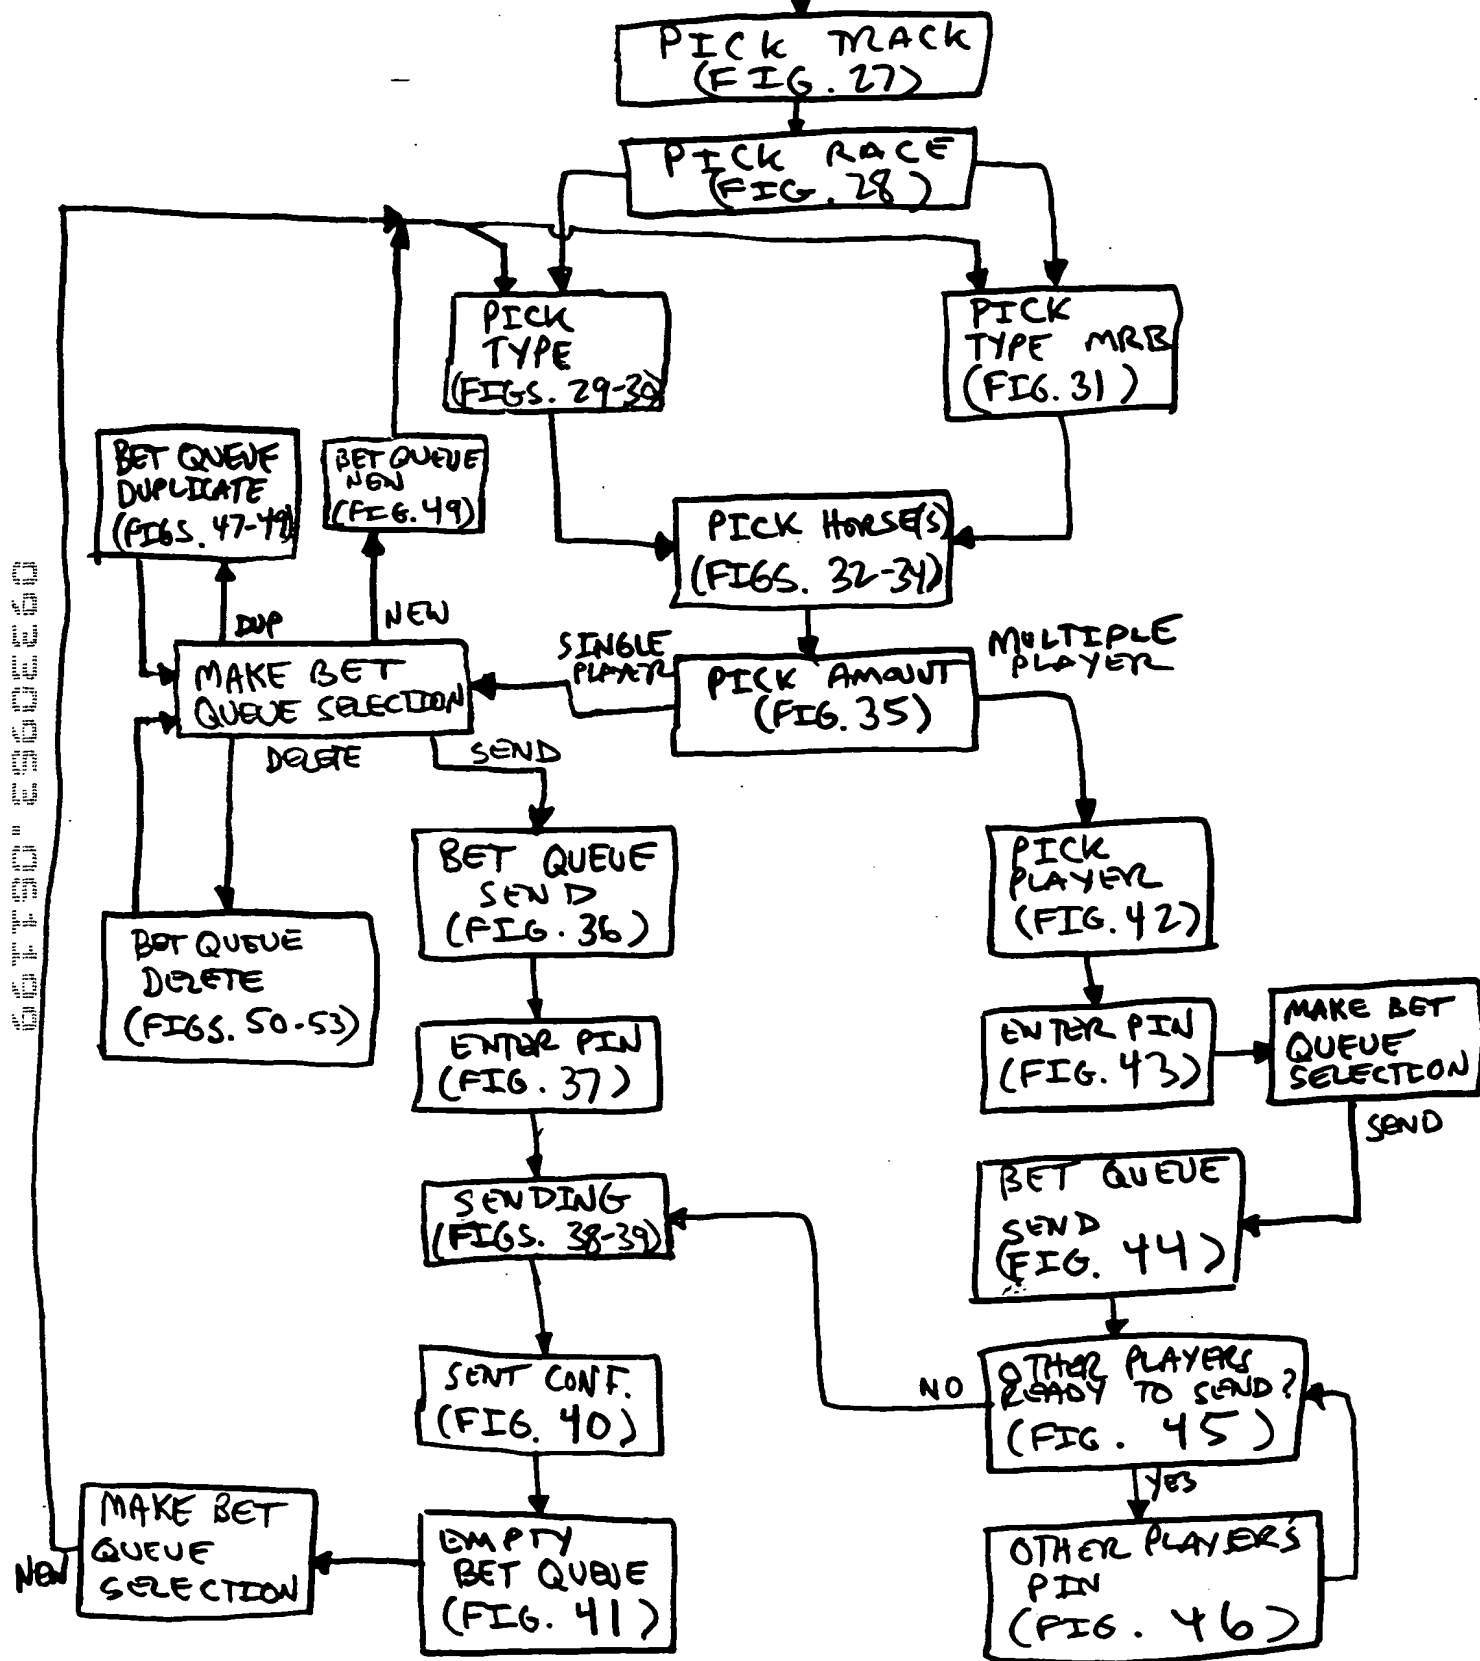 PICK TRACK
(FIG. 27)
PICK RACE
(FIG. 28)
PICK
TYPE
(FIGS. 29-30)
PICK
TYPE MRB
(FIG. 31)
BET QUEUE
DUPLICATE
(FIGS. 47-49)
BET QUEUE
NEW
(FIG. 49)
PICK HORSE(S)
(FIGS. 32-34)
DUP
NEW
SINGLE
PLAYER
MULTIPLE
PLAYER
MAKE BET
QUEUE SELECTION
PICK AMOUNT
(FIG. 35)
DELETE
SEND
BET QUEUE
SEND
(FIG. 36)
PICK
PLAYER
(FIG. 42)
BET QUEUE
DELETE
(FIGS. 50-53)
ENTER PIN
(FIG. 37)
ENTER PIN
(FIG. 43)
MAKE BET
QUEUE
SELECTION
SEND
SENDING
(FIGS. 38-39)
BET QUEUE
SEND
(FIG. 44)
SENT CONF.
(FIG. 40)
NO
OTHER PLAYERS
READY TO SEND?
(FIG. 45)
YES
MAKE BET
QUEUE
SELECTION
NEW
EMPTY
BET QUEUE
(FIG. 41)
OTHER PLAYER'S
PIN
(FIG. 46)